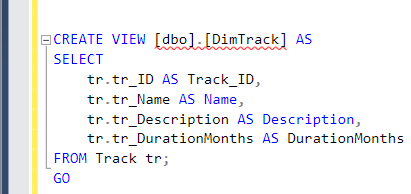 CREATE VIEW [dbo].[DimTrack] AS
SELECT
tr.tr_ID AS Track_ID,
tr.tr_Name AS Name,
tr.tr_Description AS Description,
tr.tr_DurationMonths AS DurationMonths
FROM Track tr;
GO